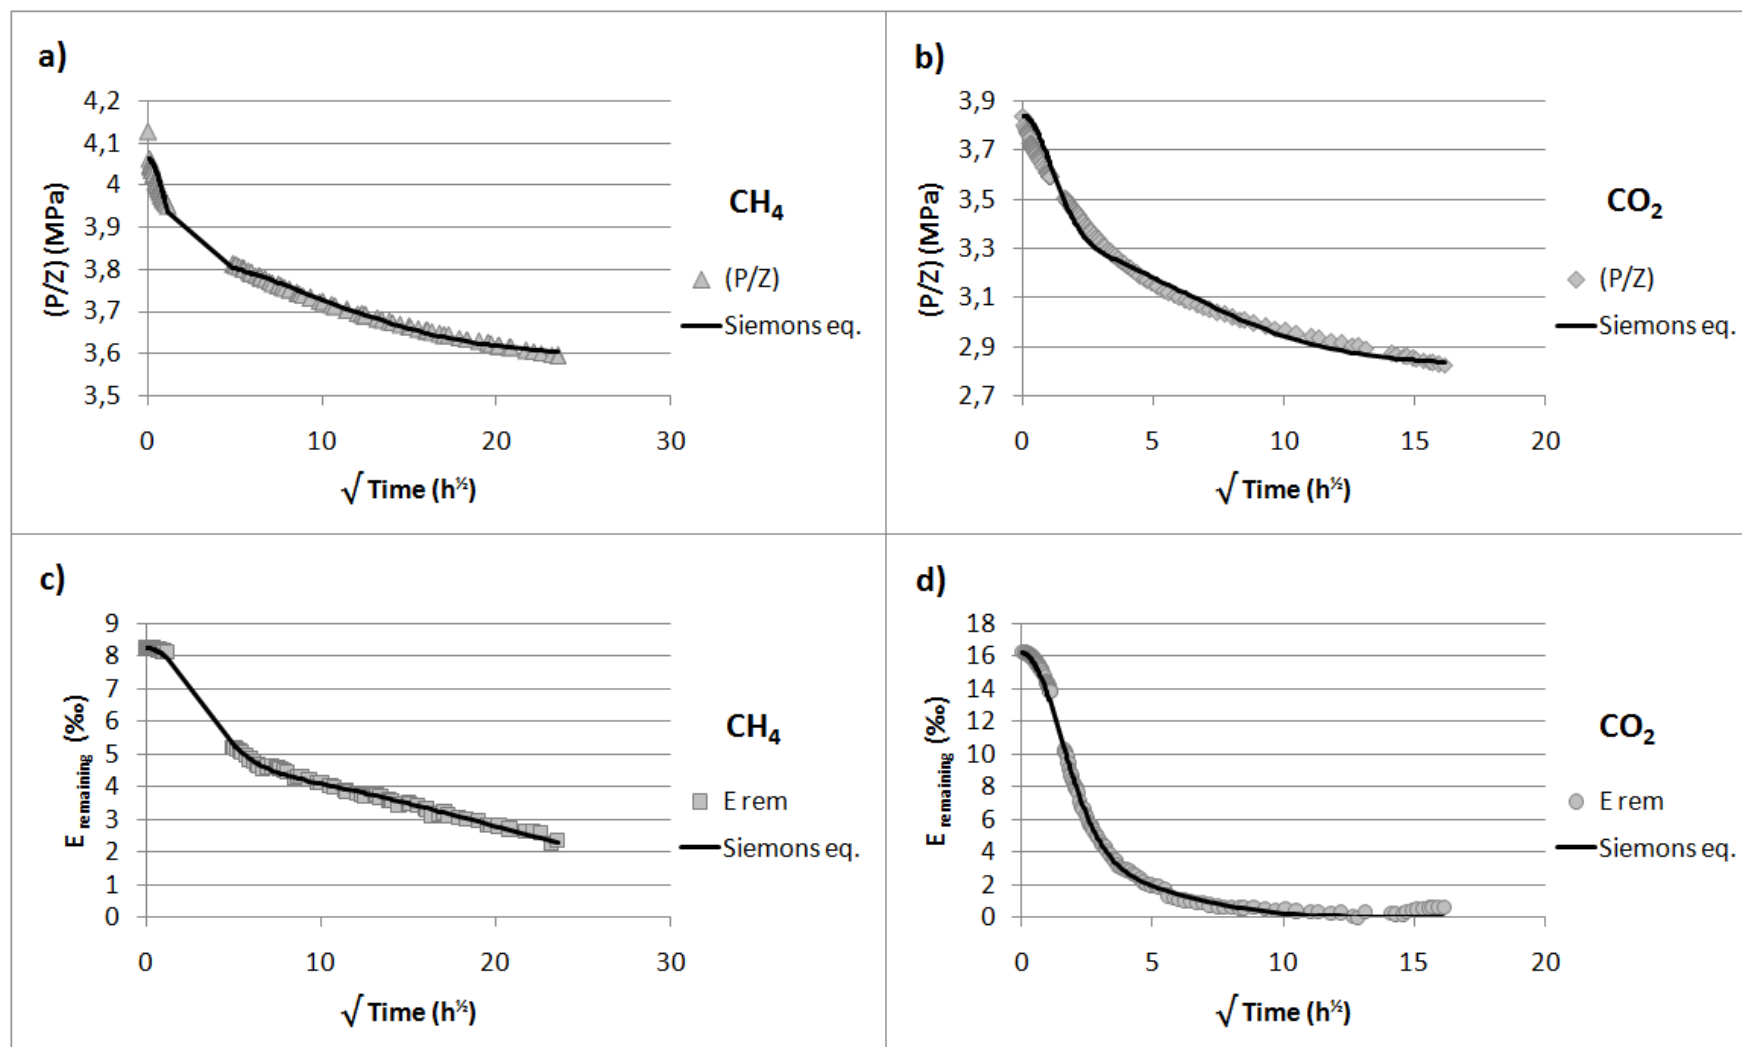 a)
4,2
4,1
4
3,9
3,8
3,7
3,6
3,5
(P/Z) (MPa)
0 10 20 30
√ Time (h½)
CH4
(P/Z)
Siemons eq.
b)
3,9
3,7
3,5
3,3
3,1
2,9
2,7
(P/Z) (MPa)
0 5 10 15 20
√ Time (h½)
CO2
(P/Z)
Siemons eq.
c)
9
8
7
6
5
4
3
2
1
0
E remaining (‰)
0 10 20 30
√ Time (h½)
CH4
E rem
Siemons eq.
d)
18
16
14
12
10
8
6
4
2
0
E remaining (‰)
0 5 10 15 20
√ Time (h½)
CO2
E rem
Siemons eq.